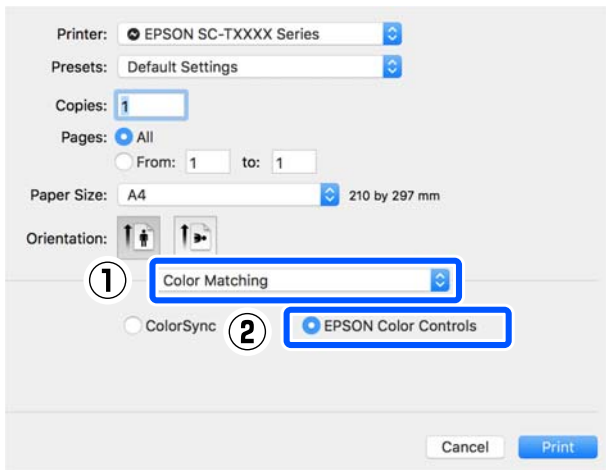 Printer: EPSON SC-TXXXX Series
Presets: Default Settings
Copies: 1
Pages: All
From: 1 to: 1
Paper Size: A4 210 by 297 mm
Orientation:
① Color Matching
ColorSync ② EPSON Color Controls
Cancel Print